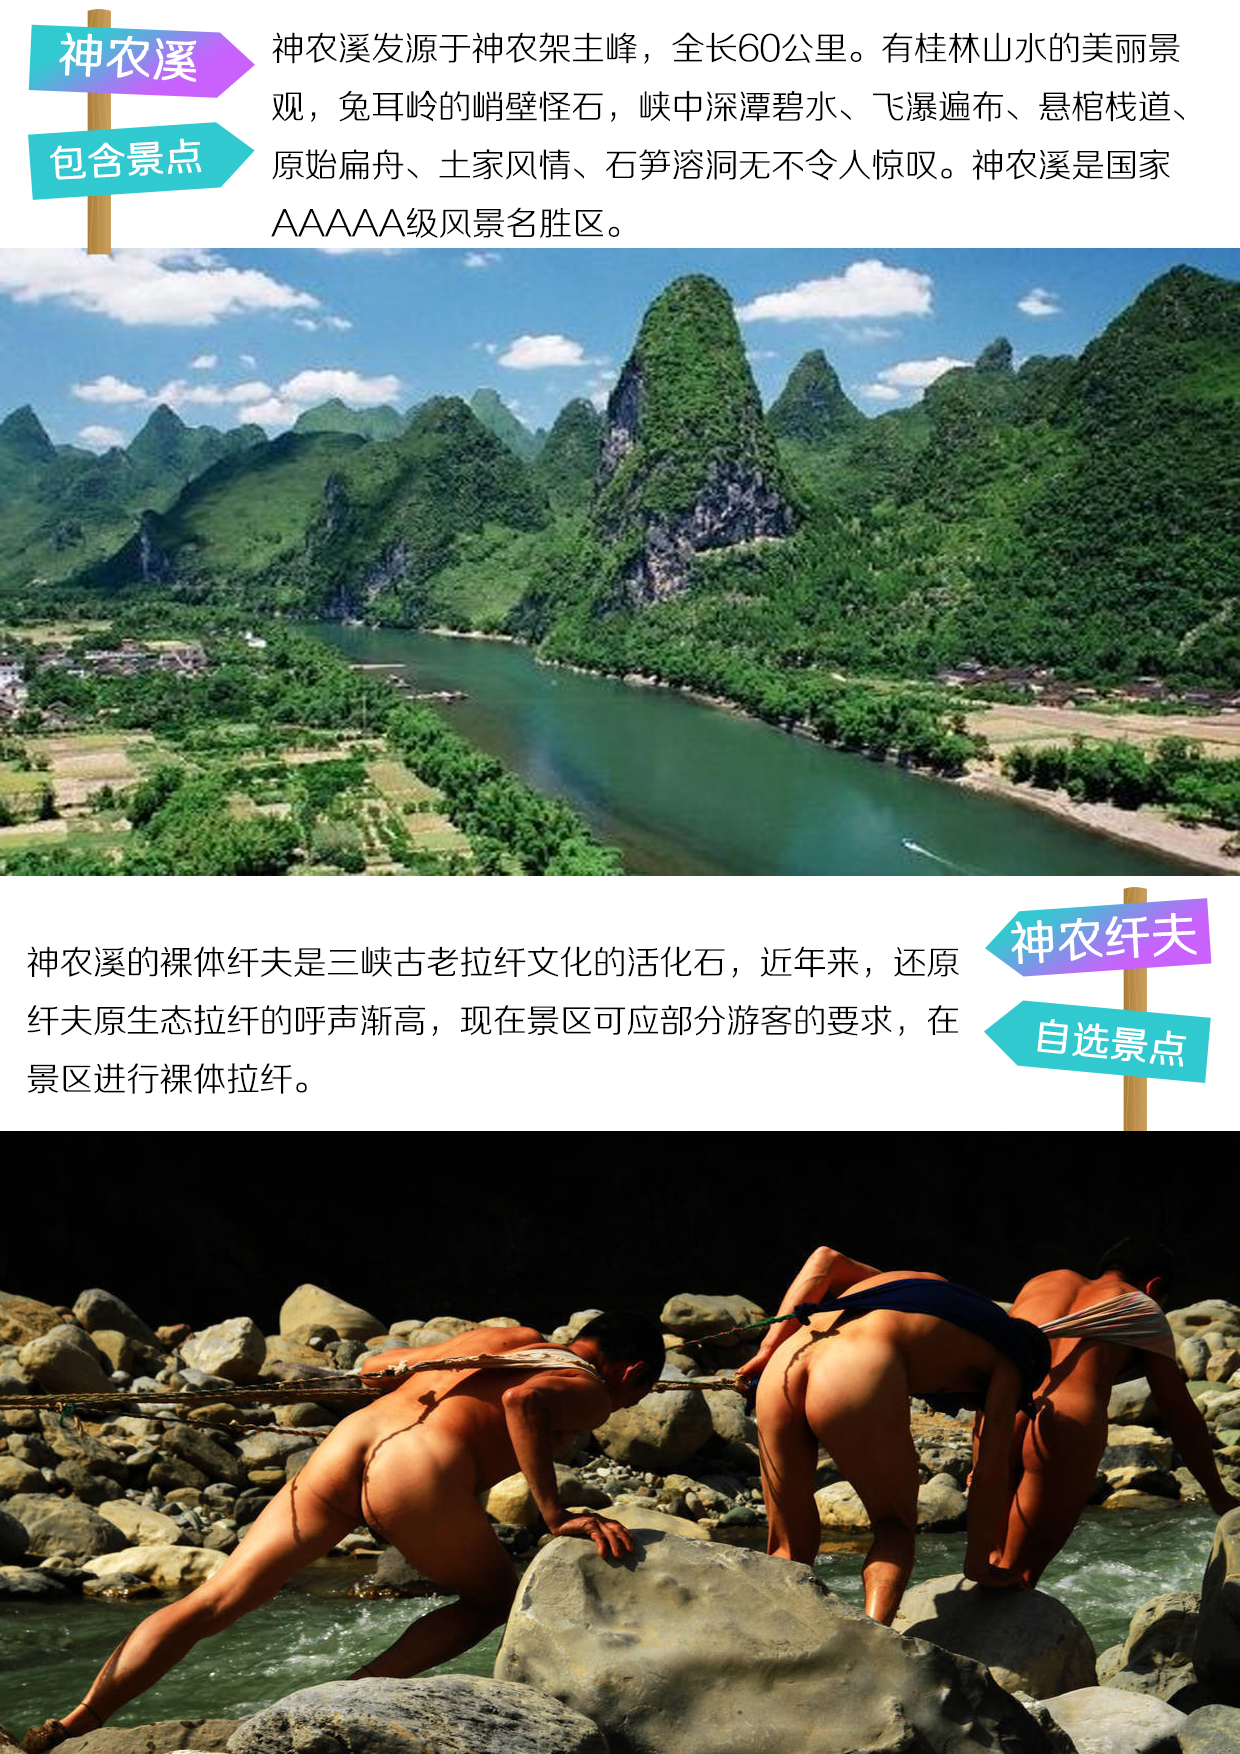 神农溪
包含景点
神农溪发源于神农架主峰，全长60公里。有桂林山水的美丽景
观，兔耳岭的峭壁怪石，峡中深潭碧水、飞瀑遍布、悬棺栈道、
原始扁舟、土家风情、石笋溶洞无不令人惊叹。神农溪是国家
AAAAA级风景名胜区。
神农溪的裸体纤夫是三峡古老拉纤文化的活化石，近年来，还原
纤夫原生态拉纤的呼声渐高，现在景区可应部分游客的要求，在
景区进行裸体拉纤。
神农纤夫
自选景点